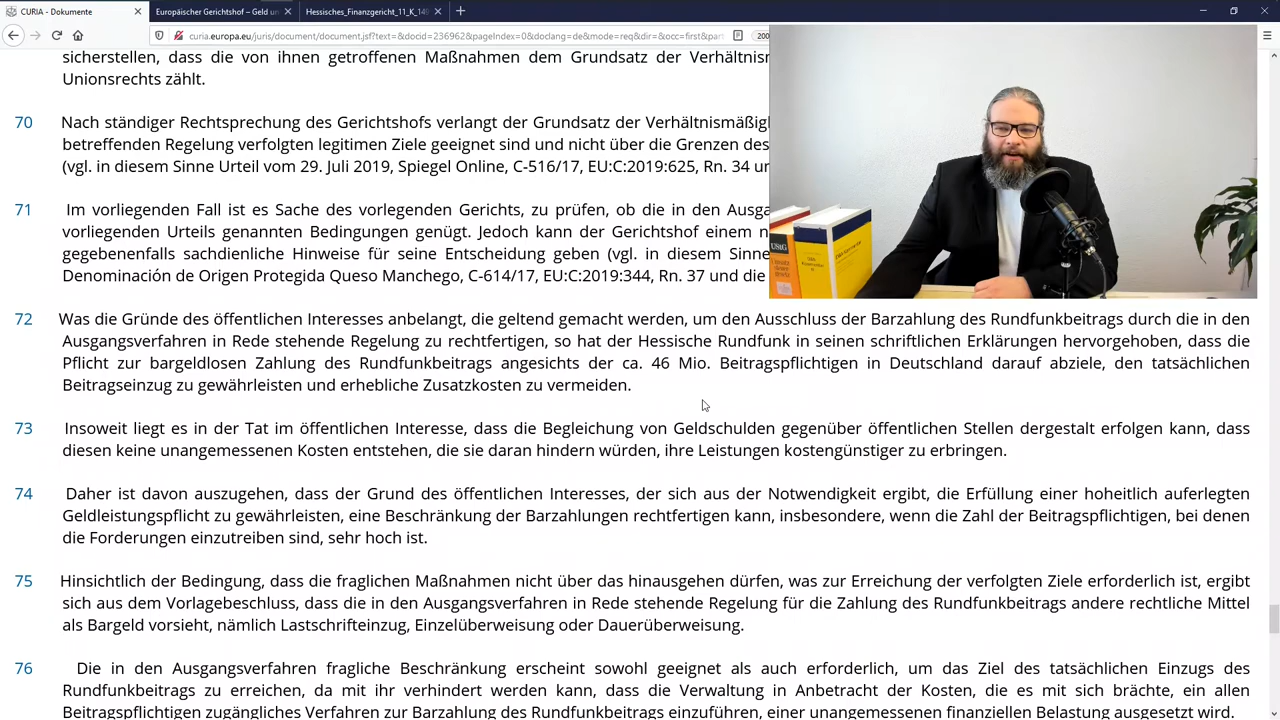 CURIA - Dokumente
Europäischer Gerichtshof – Geld un
Hessisches_Finanzgericht_11_K_14
curia.europa.eu/juris/document/document.jsf?text=&docid=236962&pageIndex=0&doclang=de&mode=req&dir=&occ=first&part
200
sicherstellen, dass die von ihnen getroffenen Maßnahmen dem Grundsatz der Verhältnis
Unionsrechts zählt.
70 Nach ständiger Rechtsprechung des Gerichtshofs verlangt der Grundsatz der Verhältnismäßig
betreffenden Regelung verfolgten legitimen Ziele geeignet sind und nicht über die Grenzen des
(vgl. in diesem Sinne Urteil vom 29. Juli 2019, Spiegel Online, C-516/17, EU:C:2019:625, Rn. 34 u
71 Im vorliegenden Fall ist es Sache des vorlegenden Gerichts, zu prüfen, ob die in den Ausga
vorliegenden Urteils genannten Bedingungen genügt. Jedoch kann der Gerichtshof einem n
gegebenenfalls sachdienliche Hinweise für seine Entscheidung geben (vgl. in diesem Sinne
Denominación de Origen Protegida Queso Manchego, C-614/17, EU:C:2019:344, Rn. 37 und die
UStG
72 Was die Gründe des öffentlichen Interesses anbelangt, die geltend gemacht werden, um den Ausschluss der Barzahlung des Rundfunkbeitrags durch die in den
Ausgangsverfahren in Rede stehende Regelung zu rechtfertigen, so hat der Hessische Rundfunk in seinen schriftlichen Erklärungen hervorgehoben, dass die
Pflicht zur bargeldlosen Zahlung des Rundfunkbeitrags angesichts der ca. 46 Mio. Beitragspflichtigen in Deutschland darauf abziele, den tatsächlichen
Beitragseinzug zu gewährleisten und erhebliche Zusatzkosten zu vermeiden.
73 Insoweit liegt es in der Tat im öffentlichen Interesse, dass die Begleichung von Geldschulden gegenüber öffentlichen Stellen dergestalt erfolgen kann, dass
diesen keine unangemessenen Kosten entstehen, die sie daran hindern würden, ihre Leistungen kostengünstiger zu erbringen.
74 Daher ist davon auszugehen, dass der Grund des öffentlichen Interesses, der sich aus der Notwendigkeit ergibt, die Erfüllung einer hoheitlich auferlegten
Geldleistungspflicht zu gewährleisten, eine Beschränkung der Barzahlungen rechtfertigen kann, insbesondere, wenn die Zahl der Beitragspflichtigen, bei denen
die Forderungen einzutreiben sind, sehr hoch ist.
75 Hinsichtlich der Bedingung, dass die fraglichen Maßnahmen nicht über das hinausgehen dürfen, was zur Erreichung der verfolgten Ziele erforderlich ist, ergibt
sich aus dem Vorlagebeschluss, dass die in den Ausgangsverfahren in Rede stehende Regelung für die Zahlung des Rundfunkbeitrags andere rechtliche Mittel
als Bargeld vorsieht, nämlich Lastschrifteinzug, Einzelüberweisung oder Dauerüberweisung.
76 Die in den Ausgangsverfahren fragliche Beschränkung erscheint sowohl geeignet als auch erforderlich, um das Ziel des tatsächlichen Einzugs des
Rundfunkbeitrags zu erreichen, da mit ihr verhindert werden kann, dass die Verwaltung in Anbetracht der Kosten, die es mit sich brächte, ein allen
Beitragspflichtigen zugängliches Verfahren zur Barzahlung des Rundfunkbeitrags einzuführen, einer unangemessenen finanziellen Belastung ausgesetzt wird.